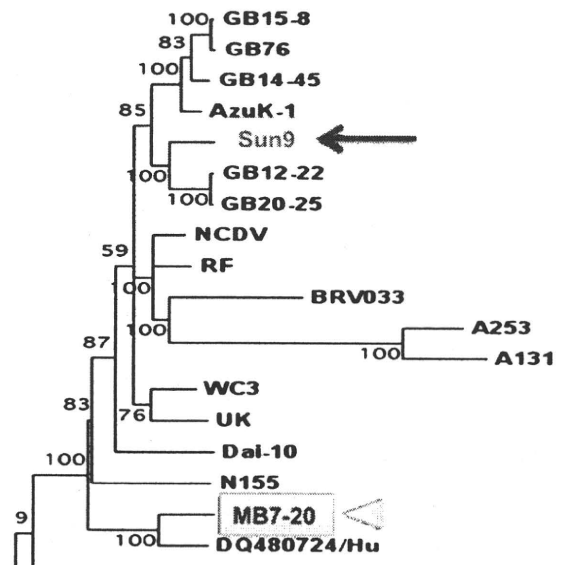 100 GB15-8
83 GB76
100 GB14-45
85 AzuK-1
Sun9
100 GB12-22
100 GB20-25
NCDV
59 RF
100 BRV033
100 A253
100 A131
87
WC3
83 76 UK
Dai-10
100 N155
9 MB7-20
100 DQ480724/Hu